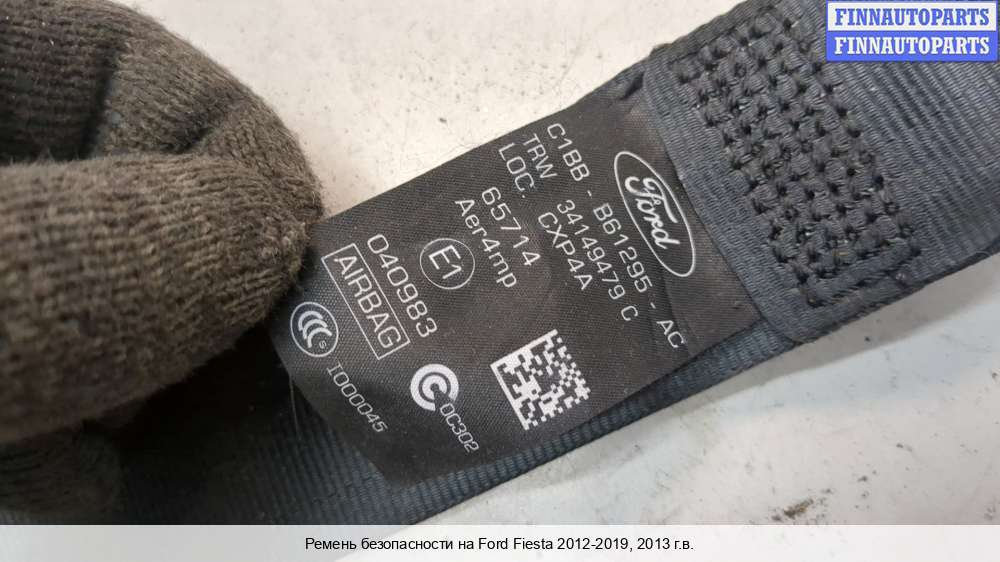 FINNAUTOPARTS
FINNAUTOPARTS
Ford
C1BB - B61295 - AC
TRW 34149479 C
LOC. CXP4A
65714
Aer4mp
E1
040983
AIRBAG
CCC S
I000045
0C302
Ремень безопасности на Ford Fiesta 2012-2019, 2013 г.в.